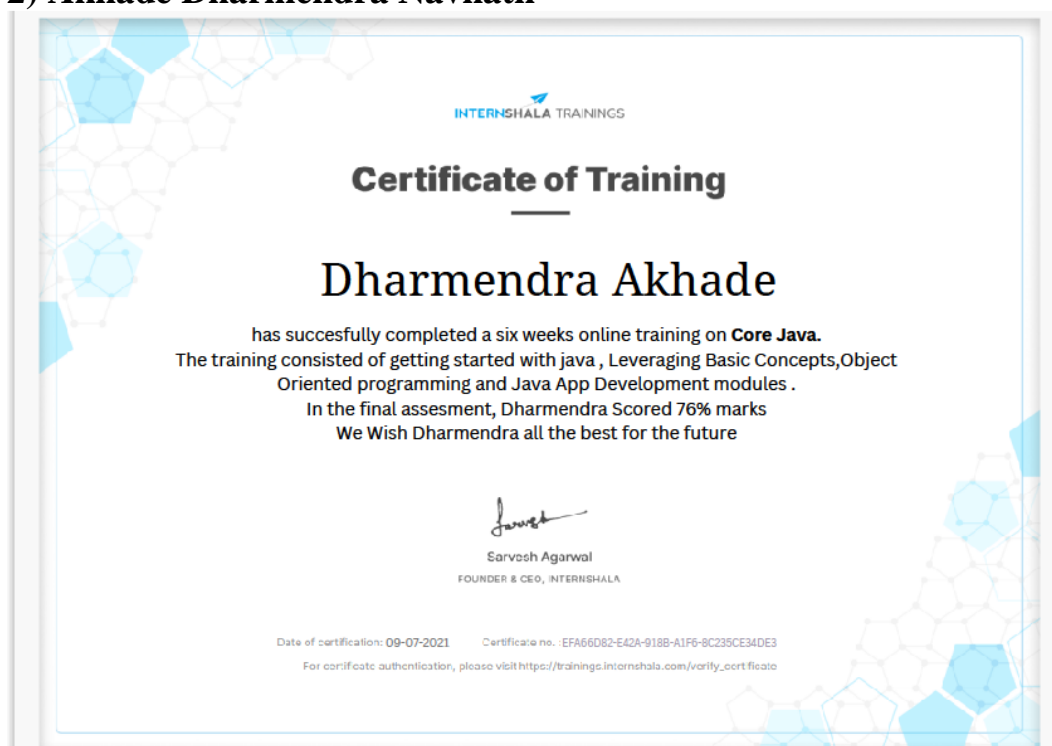 2) Akhade Dharmendra Navnath
INTERNSHALA TRAININGS
Certificate of Training
Dharmendra Akhade
has succesfully completed a six weeks online training on Core Java.
The training consisted of getting started with java , Leveraging Basic Concepts,Object
Oriented programming and Java App Development modules .
In the final assesment, Dharmendra Scored 76% marks
We Wish Dharmendra all the best for the future
Sarvesh Agarwal
FOUNDER & CEO, INTERNSHALA
Date of certification: 09-07-2021 Certificate no. :EFA66D82-E42A-918B-A1F6-8C235CE34DE3
For certificate authentication, please visit https://trainings.internshala.com/verify_certificate